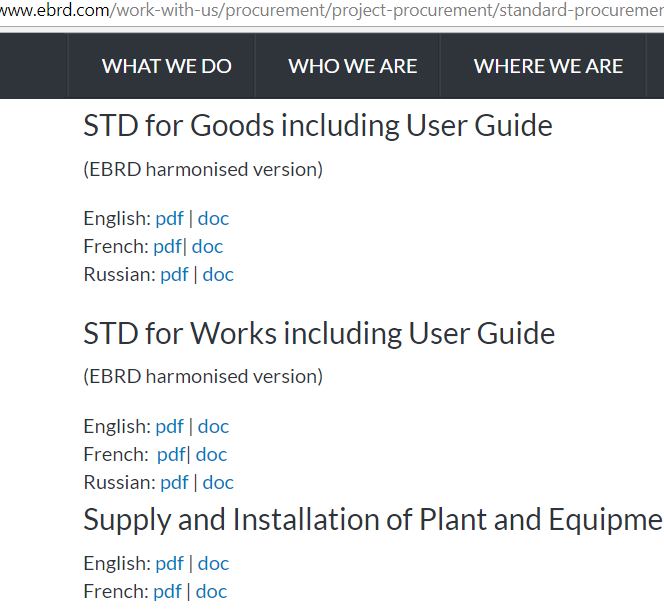 www.ebrd.com/work-with-us/procurement/project-procurement/standard-procuremen
WHAT WE DO WHO WE ARE WHERE WE ARE
STD for Goods including User Guide
(EBRD harmonised version)
English: pdf | doc
French: pdf| doc
Russian: pdf | doc
STD for Works including User Guide
(EBRD harmonised version)
English: pdf | doc
French: pdf| doc
Russian: pdf | doc
Supply and Installation of Plant and Equipme
English: pdf | doc
French: pdf | doc